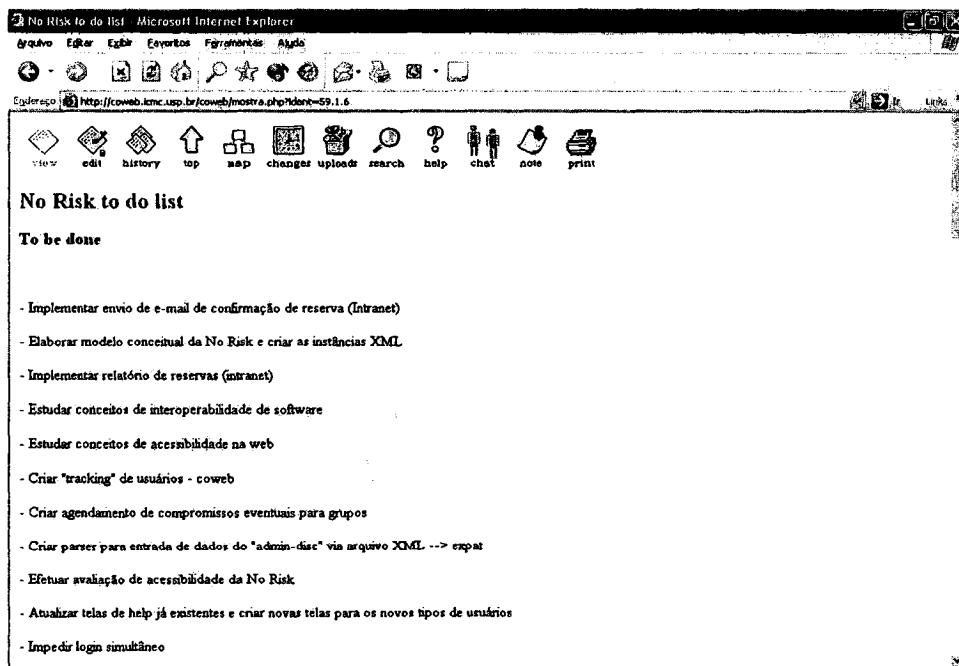 No Risk to do list - Microsoft Internet Explorer
Arquivo Editar Exibir Favoritos Ferramentas Ajuda
Endereço http://coweb.icmc.usp.br/coweb/mostra.php?ident=59.1.6 Ir Links
view edit history top map changes uploads search help chat note print
No Risk to do list
To be done
- Implementar envio de e-mail de confirmação de reserva (Intranet)
- Elaborar modelo conceitual da No Risk e criar as instâncias XML
- Implementar relatório de reservas (intranet)
- Estudar conceitos de interoperabilidade de software
- Estudar conceitos de acessibilidade na web
- Criar "tracking" de usuários - coweb
- Criar agendamento de compromissos eventuais para grupos
- Criar parser para entrada de dados do "admin-disc" via arquivo XML --> expat
- Efetuar avaliação de acessibilidade da No Risk
- Atualizar telas de help já existentes e criar novas telas para os novos tipos de usuários
- Impedir login simultâneo